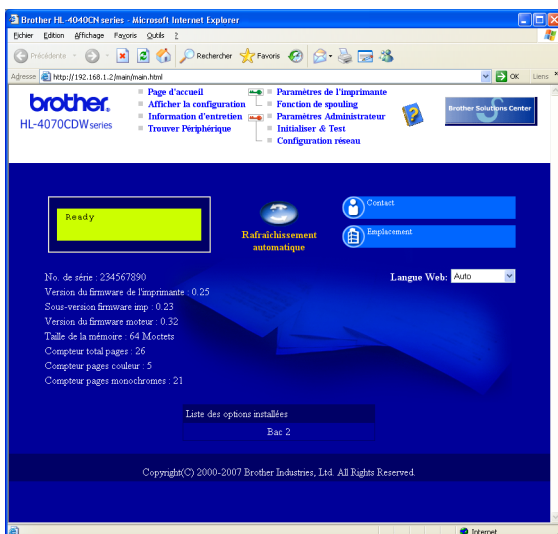 Brother HL-4040CN series - Microsoft Internet Explorer
Fichier Edition Affichage Favoris Outils ?
Précédente Rechercher Favoris
Adresse http://192.168.1.2/main/main.html OK Liens »
brother.
HL-4070CDW series
Page d'accueil
Afficher la configuration
Information d'entretien
Trouver Périphérique
Paramètres de l'imprimante
Fonction de spouling
Paramètres Administrateur
Initialiser & Test
Configuration réseau
Brother Solutions Center
Ready
Rafraîchissement
automatique
Contact
Emplacement
No. de série : 234567890
Langue Web: Auto
Version du firmware de l'imprimante : 0.25
Sous-version firmware imp : 0.23
Version du firmware moteur : 0.32
Taille de la mémoire : 64 Moctets
Compteur total pages : 26
Compteur pages couleur : 5
Compteur pages monochromes : 21
Liste des options installées
Bac 2
Copyright(C) 2000-2007 Brother Industries, Ltd. All Rights Reserved.
Internet